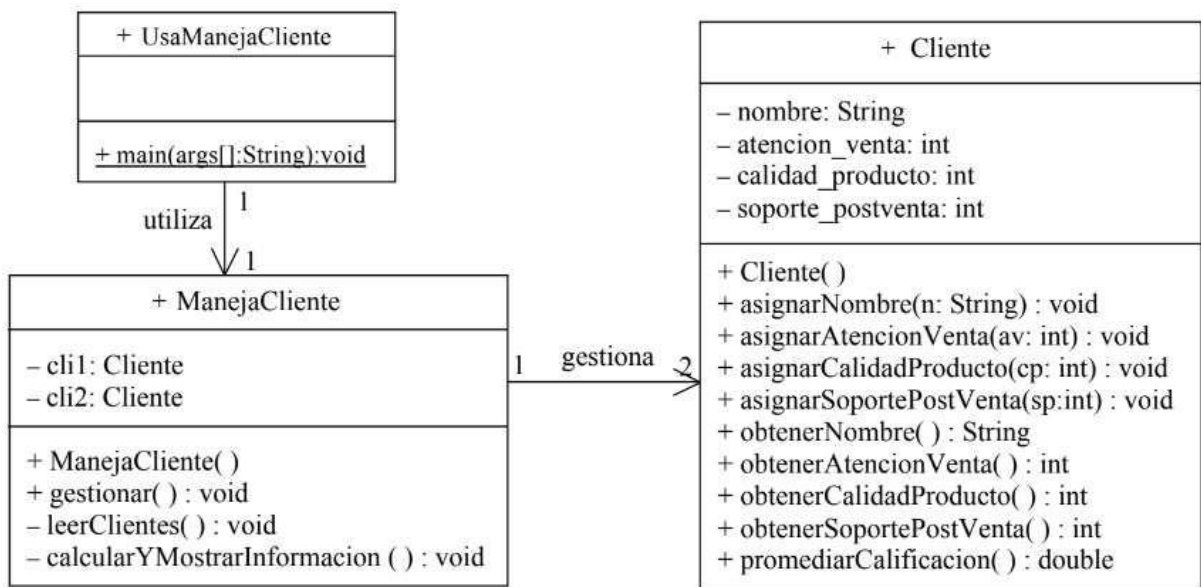 + UsaManejaCliente
+ main(args[]:String):void
utiliza
1
1
+ ManejaCliente
– cli1: Cliente
– cli2: Cliente
+ ManejaCliente( )
+ gestionar( ) : void
– leerClientes( ) : void
– calcularYMostrarInformacion ( ) : void
1
gestiona
2
+ Cliente
– nombre: String
– atencion_venta: int
– calidad_producto: int
– soporte_postventa: int
+ Cliente( )
+ asignarNombre(n: String) : void
+ asignarAtencionVenta(av: int) : void
+ asignarCalidadProducto(cp: int) : void
+ asignarSoportePostVenta(sp:int) : void
+ obtenerNombre( ) : String
+ obtenerAtencionVenta( ) : int
+ obtenerCalidadProducto( ) : int
+ obtenerSoportePostVenta( ) : int
+ promediarCalificacion( ) : double